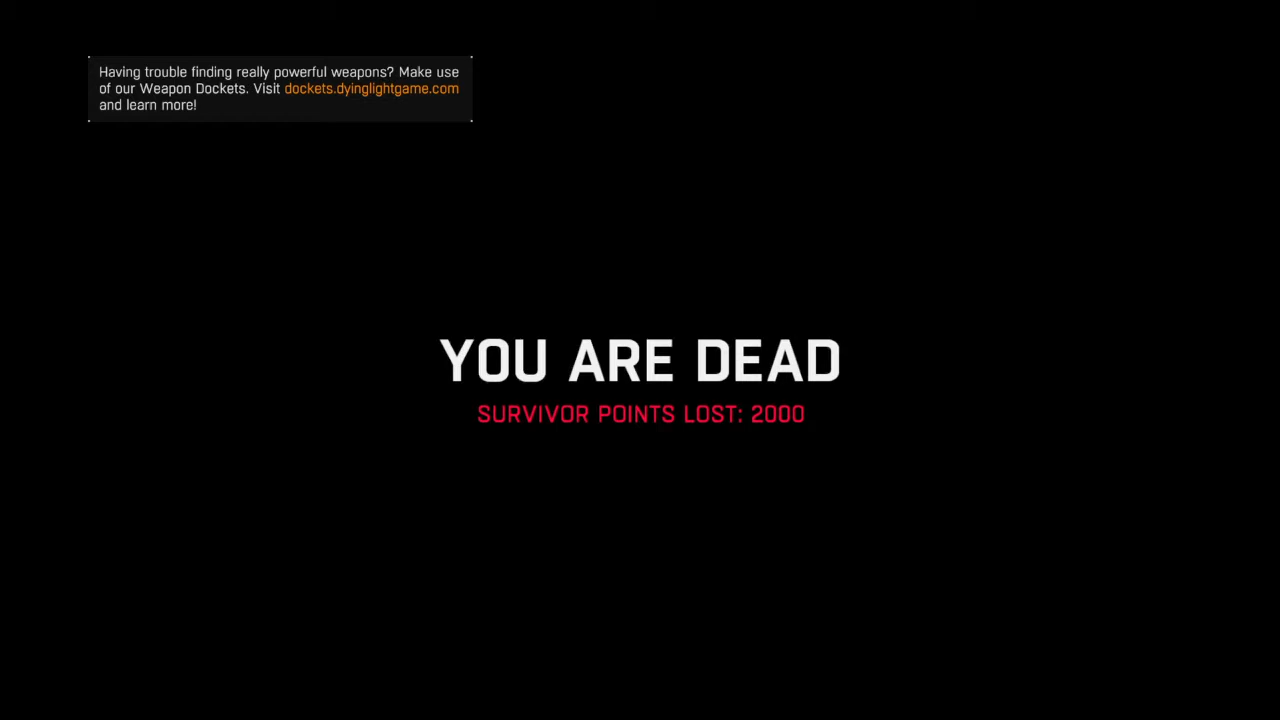 Having trouble finding really powerful weapons? Make use
of our Weapon Dockets. Visit dockets.dyinglightgame.com
and learn more!
YOU ARE DEAD
SURVIVOR POINTS LOST: 2000